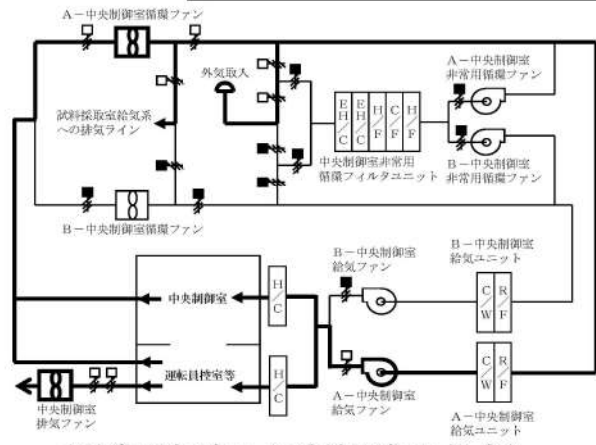 A－中央制御室循環ファン
外気取入
A－中央制御室
非常用循環ファン
試料採取室給気系
への排気ライン
EH/C
EH/C
H/F
C/F
H/F
中央制御室非常用
循環フィルタユニット
B－中央制御室
非常用循環ファン
B－中央制御室循環ファン
B－中央制御室
給気ファン
B－中央制御室
給気ユニット
中央制御室
H/C
C/W
R/F
運転員控室等
H/C
C/W
R/F
中央制御室
排気ファン
A－中央制御室
給気ファン
A－中央制御室
給気ユニット